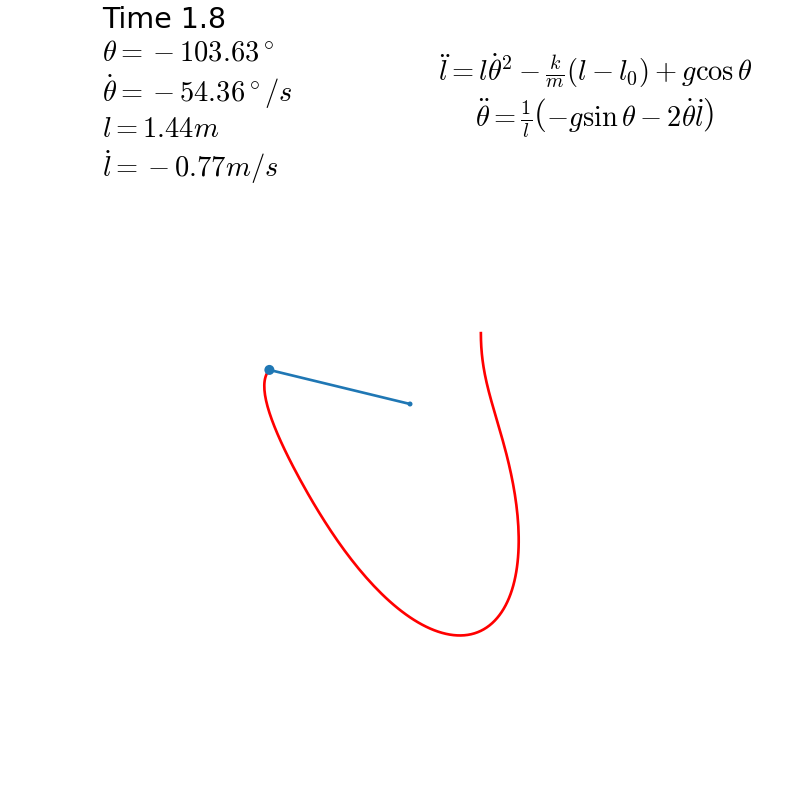 Time 1.8
θ = −103.63°
θ̇ = −54.36°/s
l = 1.44m
l̇ = −0.77m/s
l̈ = lθ̇² − k/m(l − l₀) + g cos θ
θ̈ = 1/l(−g sin θ − 2θ̇l̇)